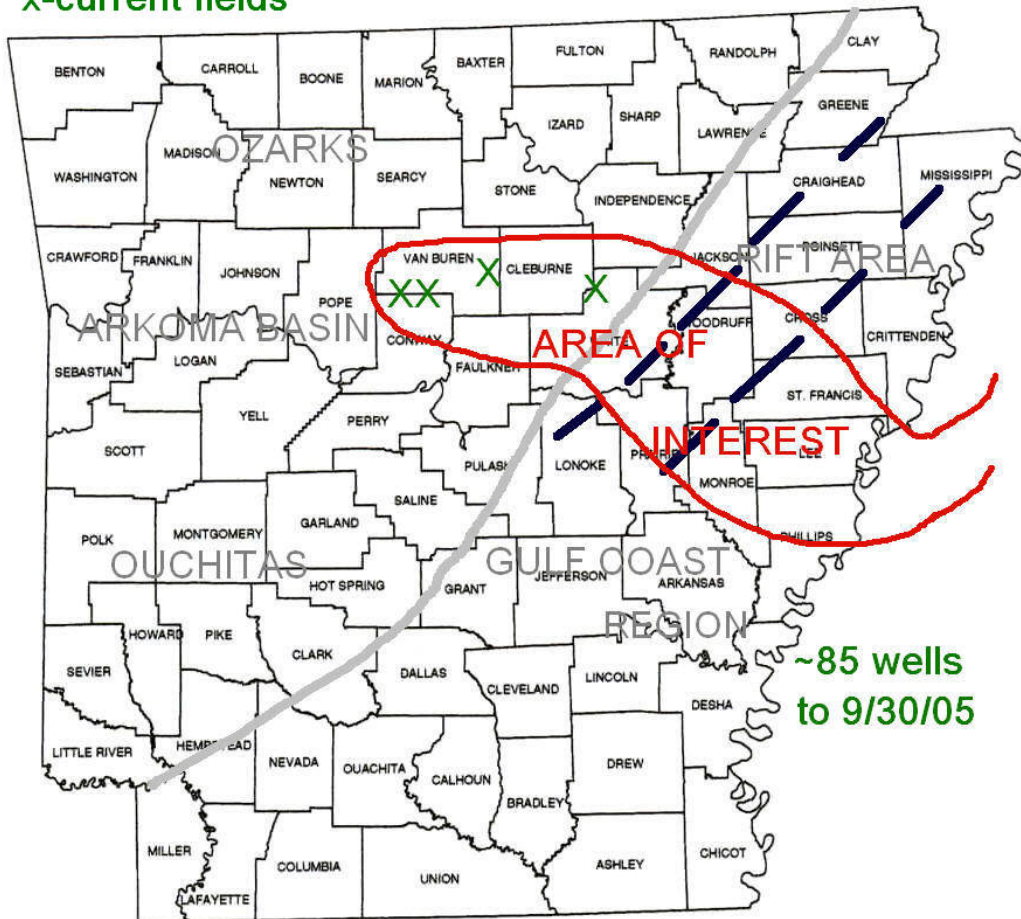 x-current fields
CLAY
FULTON
RANDOLPH
BAXTER
BENTON
CARROLL
BOONE
MARION
GREENE
SHARP
IZARD
LAWRENCE
OZARKS
MADISON
WASHINGTON
NEWTON
SEARCY
STONE
CRAIGHEAD
MISSISSIPPI
INDEPENDENCE
POINSETT
CRAWFORD
FRANKLIN
JOHNSON
VAN BUREN
CLEBURNE
JACKSON
RIFT AREA
X
X
X X
POPE
ARKOMA BASIN
CONWAY
WOODRUFF
CROSS
CRITTENDEN
AREA OF
LOGAN
SEBASTIAN
FAULKNER
ST. FRANCIS
YELL
PERRY
SCOTT
INTEREST
PULASKI
LONOKE
PRAIRIE
LEE
MONROE
SALINE
GARLAND
POLK
MONTGOMERY
PHILLIPS
OUCHITAS
GULF COAST
HOT SPRING
GRANT
JEFFERSON
ARKANSAS
REGION
HOWARD
PIKE
CLARK
SEVIER
DALLAS
CLEVELAND
LINCOLN
DESHA
~85 wells
to 9/30/05
LITTLE RIVER
HEMPSTEAD
NEVADA
OUACHITA
CALHOUN
DREW
BRADLEY
MILLER
COLUMBIA
UNION
ASHLEY
CHICOT
LAFAYETTE